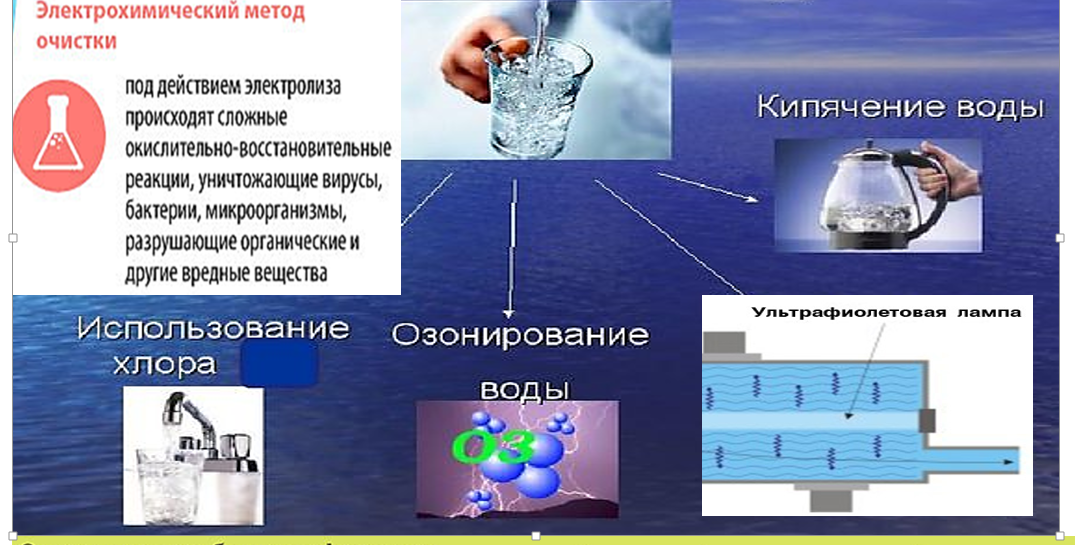 Электрохимический метод
очистки
под действием электролиза
происходят сложные
окислительно-восстановительные
реакции, уничтожающие вирусы,
бактерии, микроорганизмы,
разрушающие органические и
другие вредные вещества
Кипячение воды
Использование
хлора
Озонирование
воды
О3
Ультрафиолетовая лампа